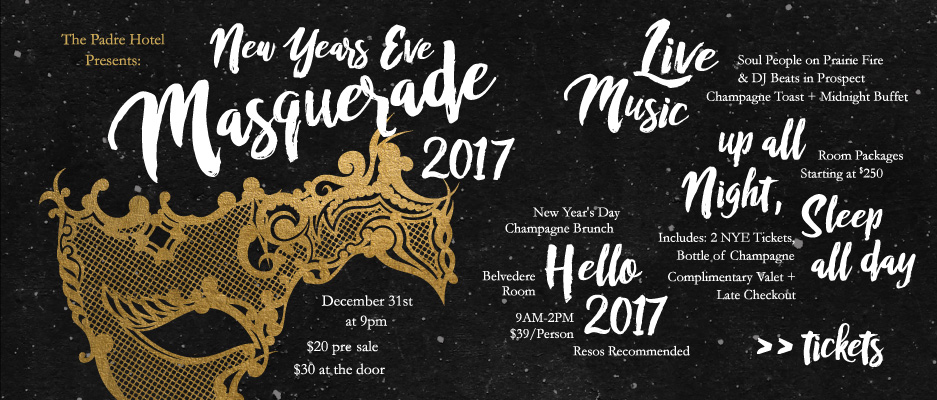 The Padre Hotel
Presents:
New Years Eve
Masquerade
2017
December 31st
at 9pm
$20 pre sale
$30 at the door
Live
Music
Soul People on Prairie Fire
& DJ Beats in Prospect
Champagne Toast + Midnight Buffet
up all
Night,
Room Packages
Starting at $250
Sleep
all day
Includes: 2 NYE Tickets,
Bottle of Champagne
Complimentary Valet +
Late Checkout
New Year's Day
Champagne Brunch
Hello
2017
Belvedere
Room
9AM-2PM
$39/Person
Resos Recommended
>> tickets